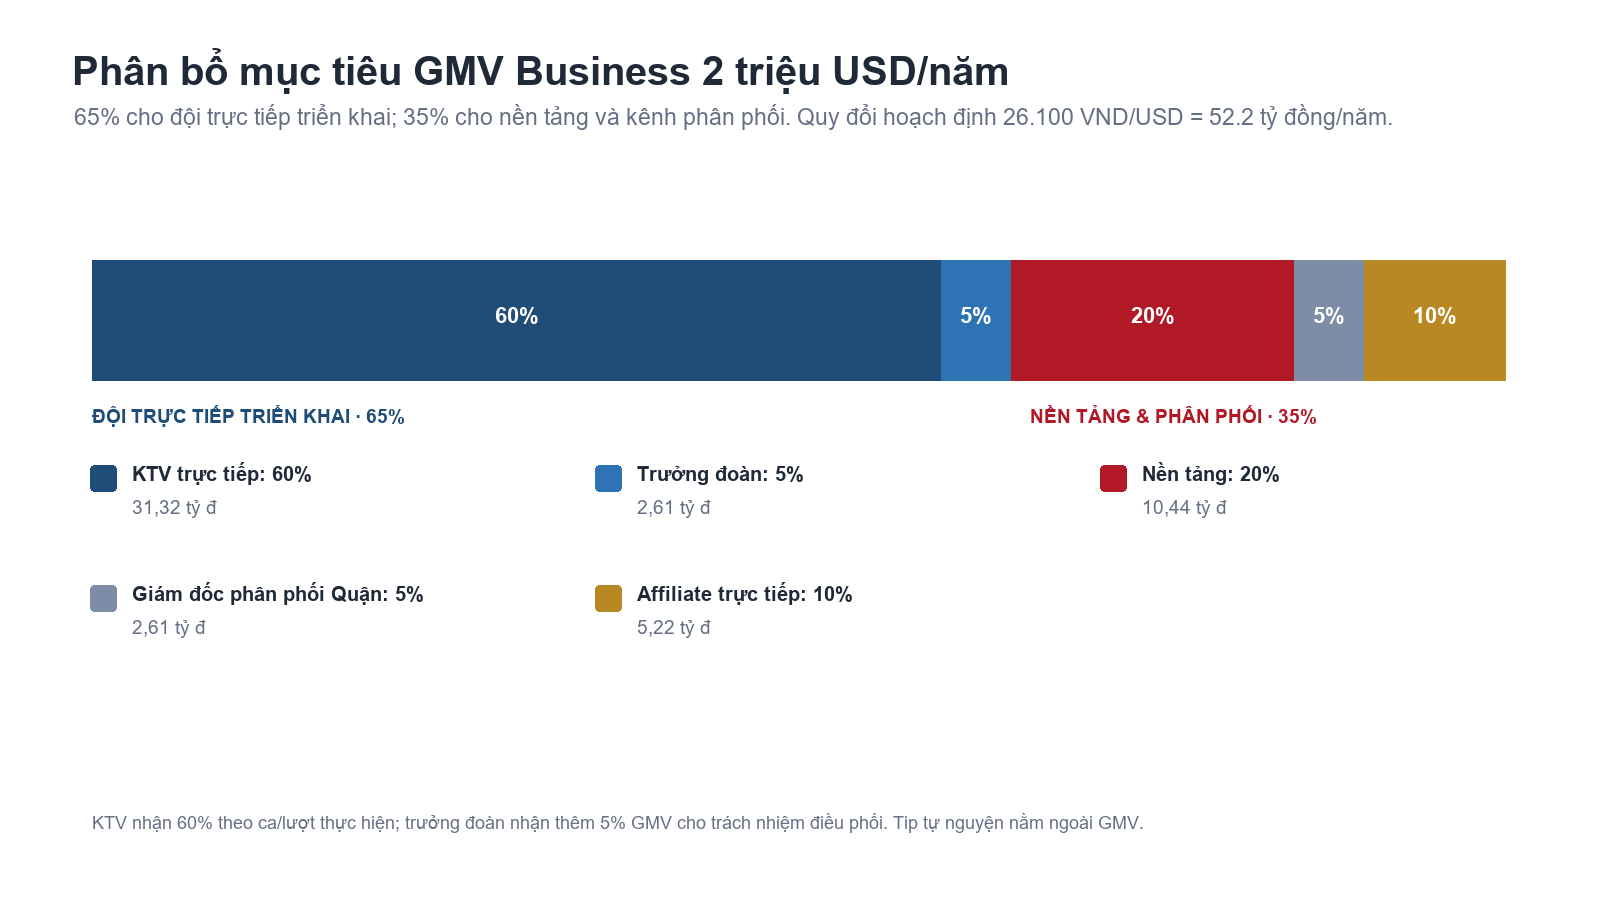 Phân bổ mục tiêu GMV Business 2 triệu USD/năm
65% cho đội trực tiếp triển khai; 35% cho nền tảng và kênh phân phối. Quy đổi hoạch định 26.100 VND/USD = 52.2 tỷ đồng/năm.
60% 5% 20% 5% 10%
ĐỘI TRỰC TIẾP TRIỂN KHAI · 65% NỀN TẢNG & PHÂN PHỐI · 35%
KTV trực tiếp: 60%
31,32 tỷ đ
Trưởng đoàn: 5%
2,61 tỷ đ
Nền tảng: 20%
10,44 tỷ đ
Giám đốc phân phối Quận: 5%
2,61 tỷ đ
Affiliate trực tiếp: 10%
5,22 tỷ đ
KTV nhận 60% theo ca/lượt thực hiện; trưởng đoàn nhận thêm 5% GMV cho trách nhiệm điều phối. Tip tự nguyện nằm ngoài GMV.